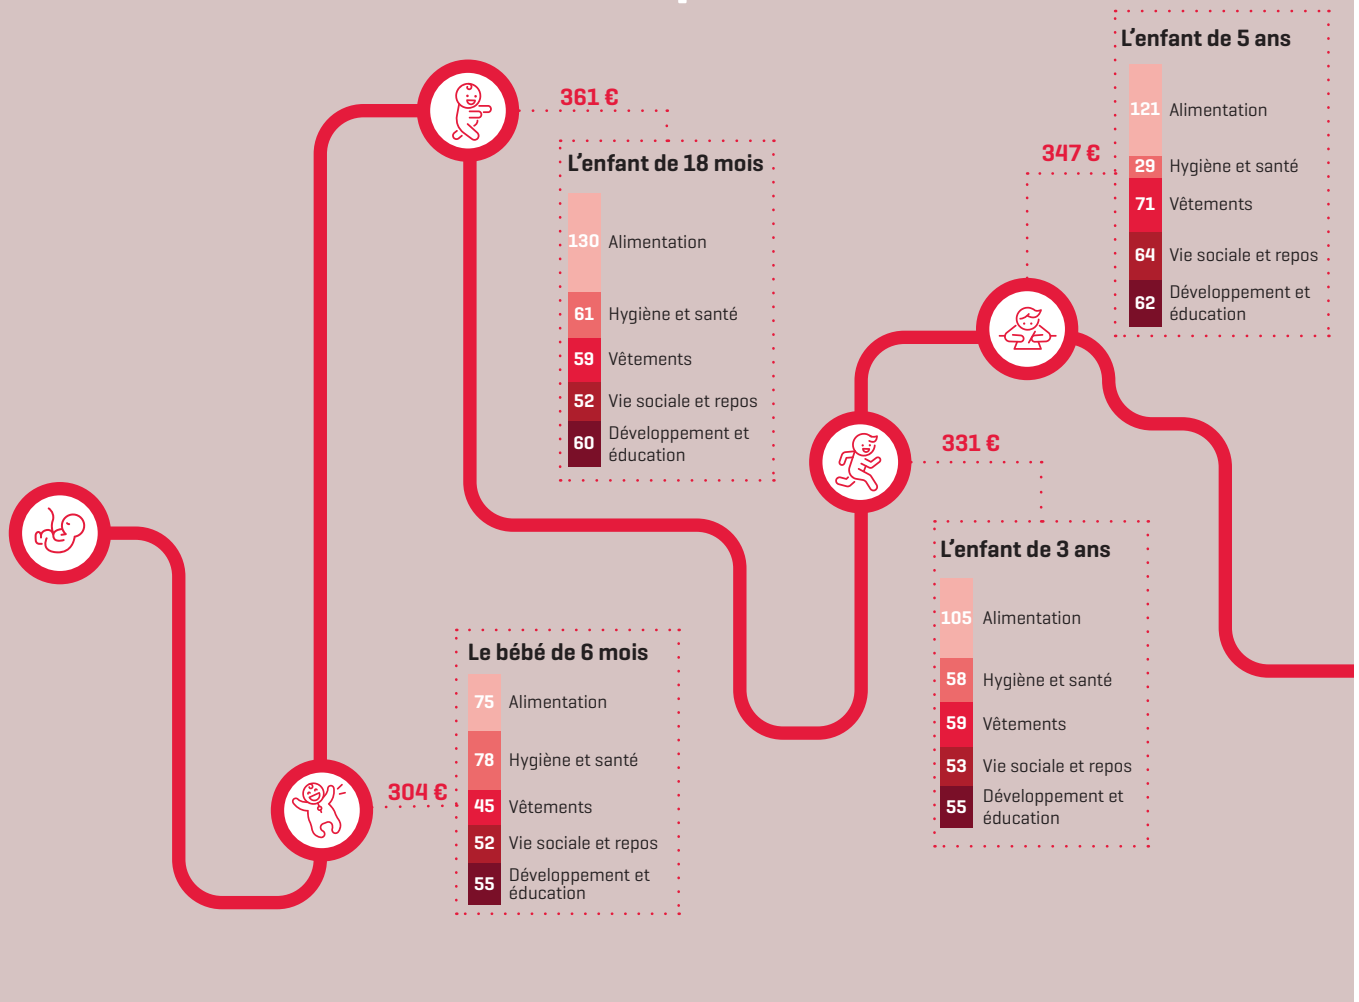 361 €
L’enfant de 18 mois
130 Alimentation
61 Hygiène et santé
59 Vêtements
52 Vie sociale et repos
60 Développement et
éducation
304 €
Le bébé de 6 mois
75 Alimentation
78 Hygiène et santé
45 Vêtements
52 Vie sociale et repos
55 Développement et
éducation
331 €
L’enfant de 3 ans
105 Alimentation
58 Hygiène et santé
59 Vêtements
53 Vie sociale et repos
55 Développement et
éducation
347 €
L’enfant de 5 ans
121 Alimentation
29 Hygiène et santé
71 Vêtements
64 Vie sociale et repos
62 Développement et
éducation